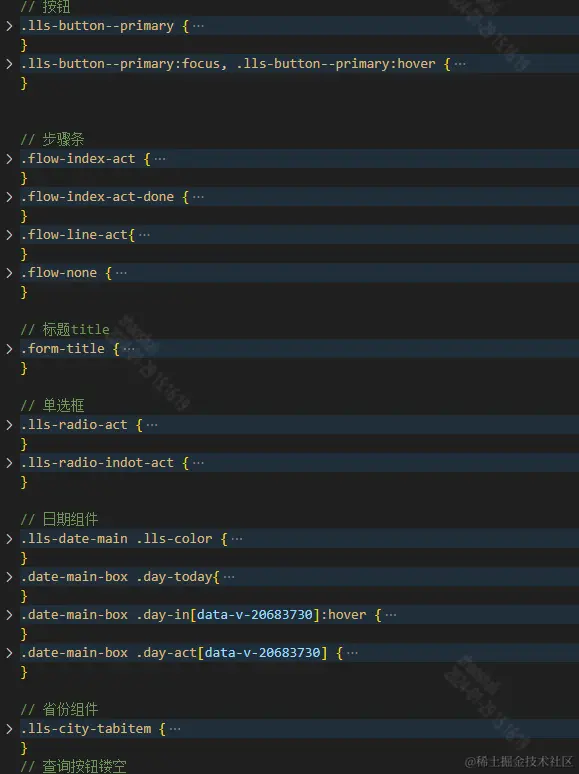 // 按钮
.lls-button--primary {···
}
.lls-button--primary:focus, .lls-button--primary:hover {···
}
// 步骤条
.flow-index-act {···
}
.flow-index-act-done {···
}
.flow-line-act{···
}
.flow-none {···
}
// 标题title
.form-title {···
}
// 单选框
.lls-radio-act {···
}
.lls-radio-indot-act {···
}
// 日期组件
.lls-date-main .lls-color {···
}
.date-main-box .day-today{···
}
.date-main-box .day-in[data-v-20683730]:hover {···
}
.date-main-box .day-act[data-v-20683730] {···
}
// 省份组件
.lls-city-tabitem {···
}
// 查询按钮镂空
@稀土掘金技术社区